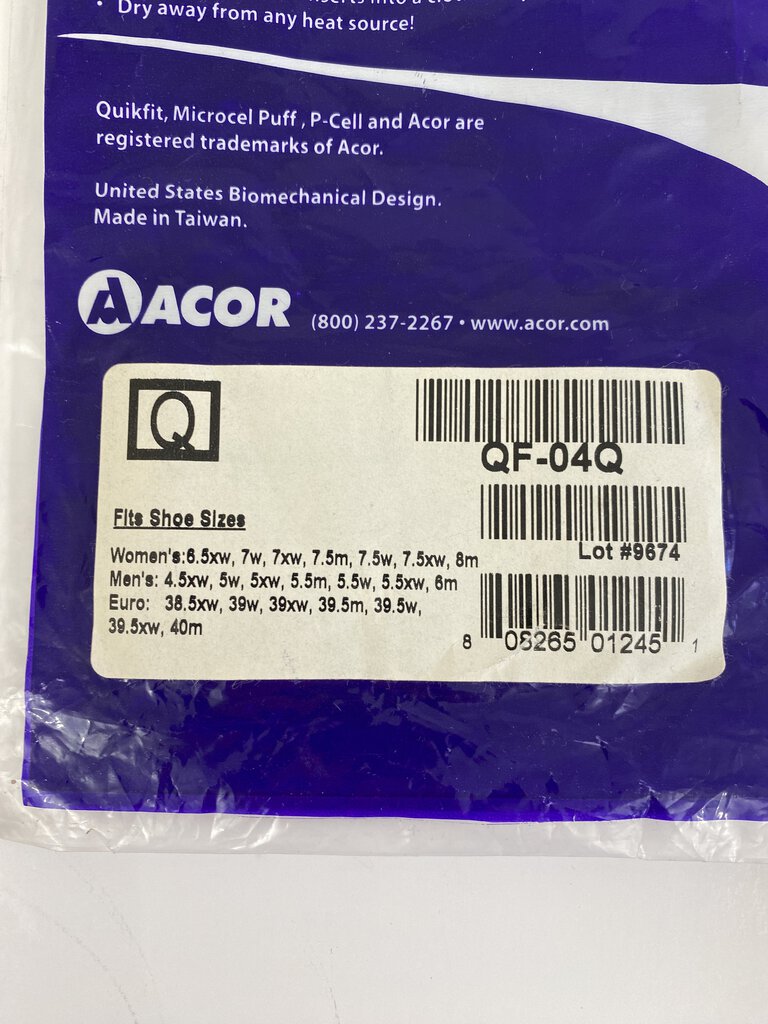 inserts into a
• Dry away from any heat source!
Quikfit, Microcel Puff , P-Cell and Acor are
registered trademarks of Acor.
United States Biomechanical Design.
Made in Taiwan.
AACOR (800) 237-2267 • www.acor.com
Q
QF-04Q
Fits Shoe Sizes
Lot #9674
Women's:6.5xw, 7w, 7xw, 7.5m, 7.5w, 7.5xw, 8m
Men's: 4.5xw, 5w, 5xw, 5.5m, 5.5w, 5.5xw, 6m
Euro: 38.5xw, 39w, 39xw, 39.5m, 39.5w,
39.5xw, 40m
8 08265 01245 1